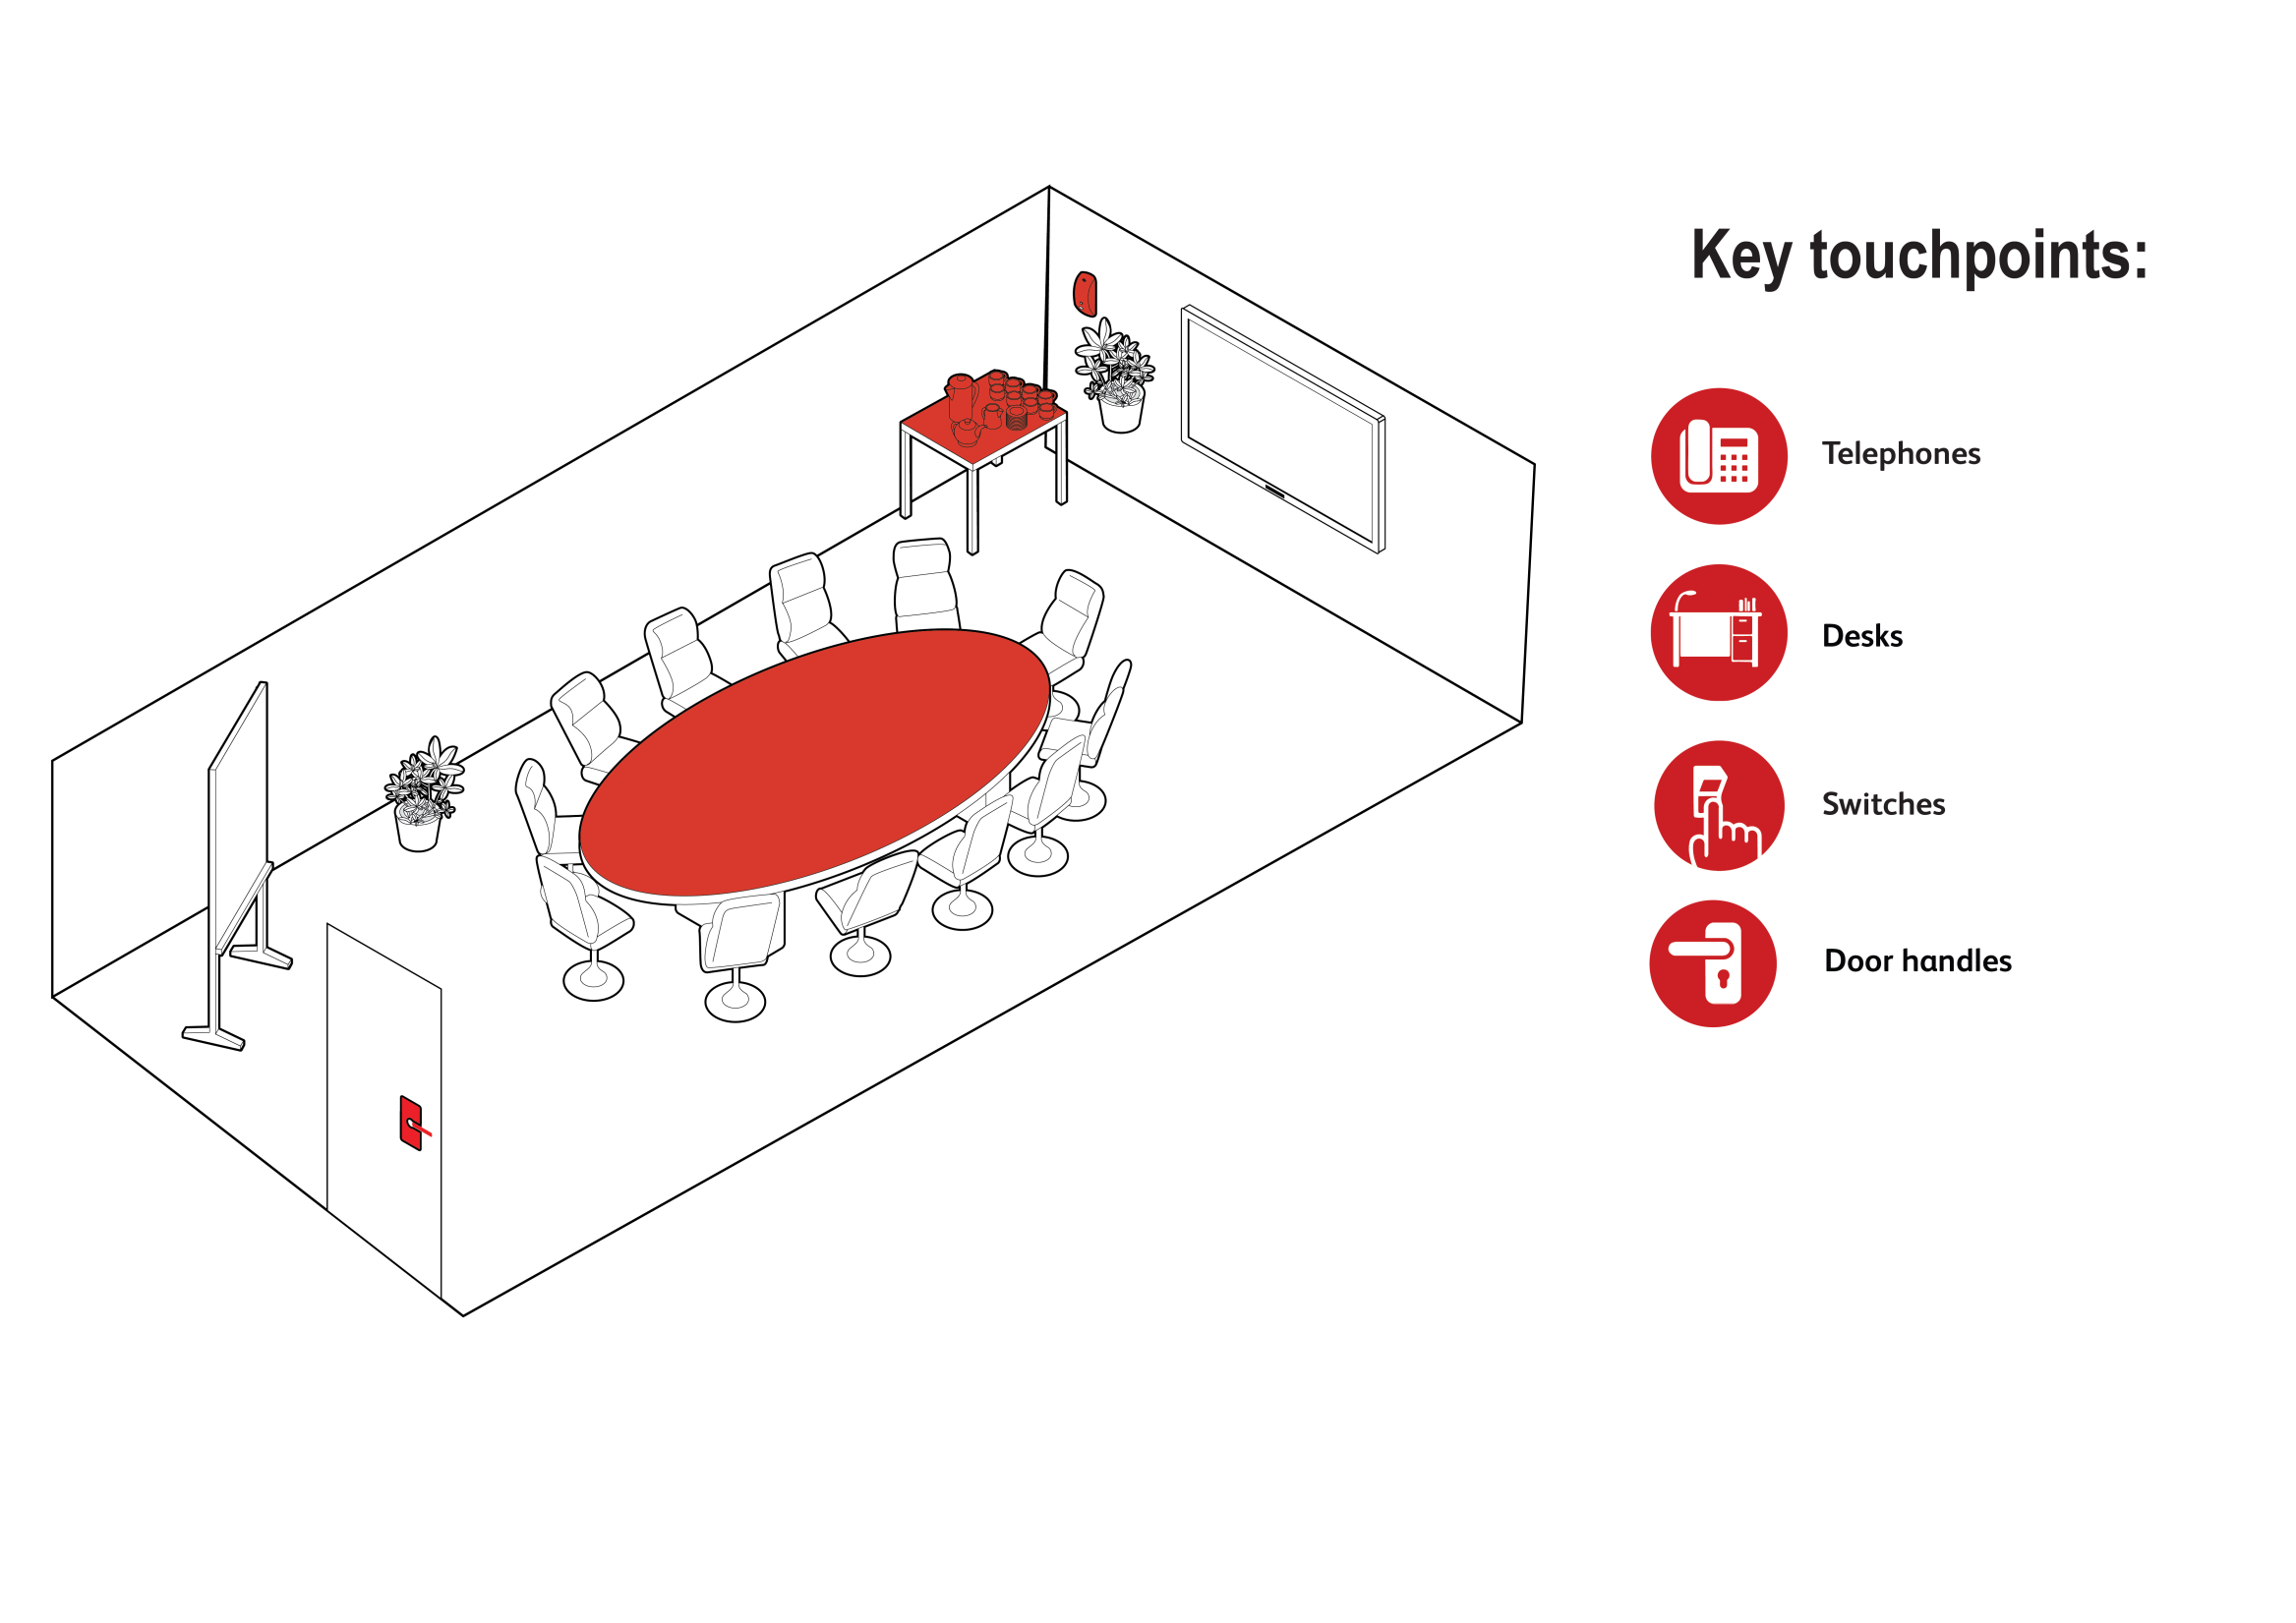 Key touchpoints:
Telephones
Desks
Switches
Door handles